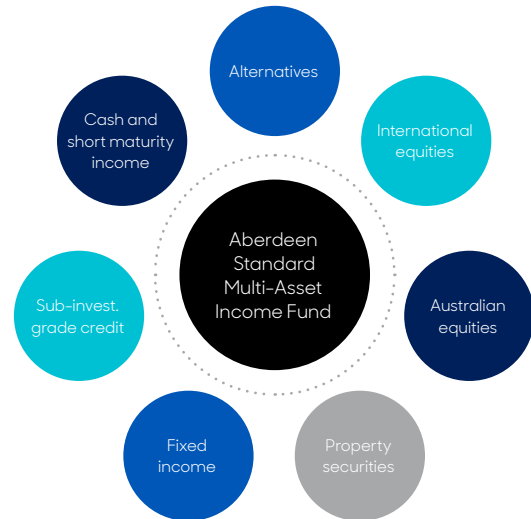 Alternatives
Cash and
short maturity
income
International
equities
Aberdeen
Standard
Multi-Asset
Income Fund
Sub-invest.
grade credit
Australian
equities
Fixed
income
Property
securities